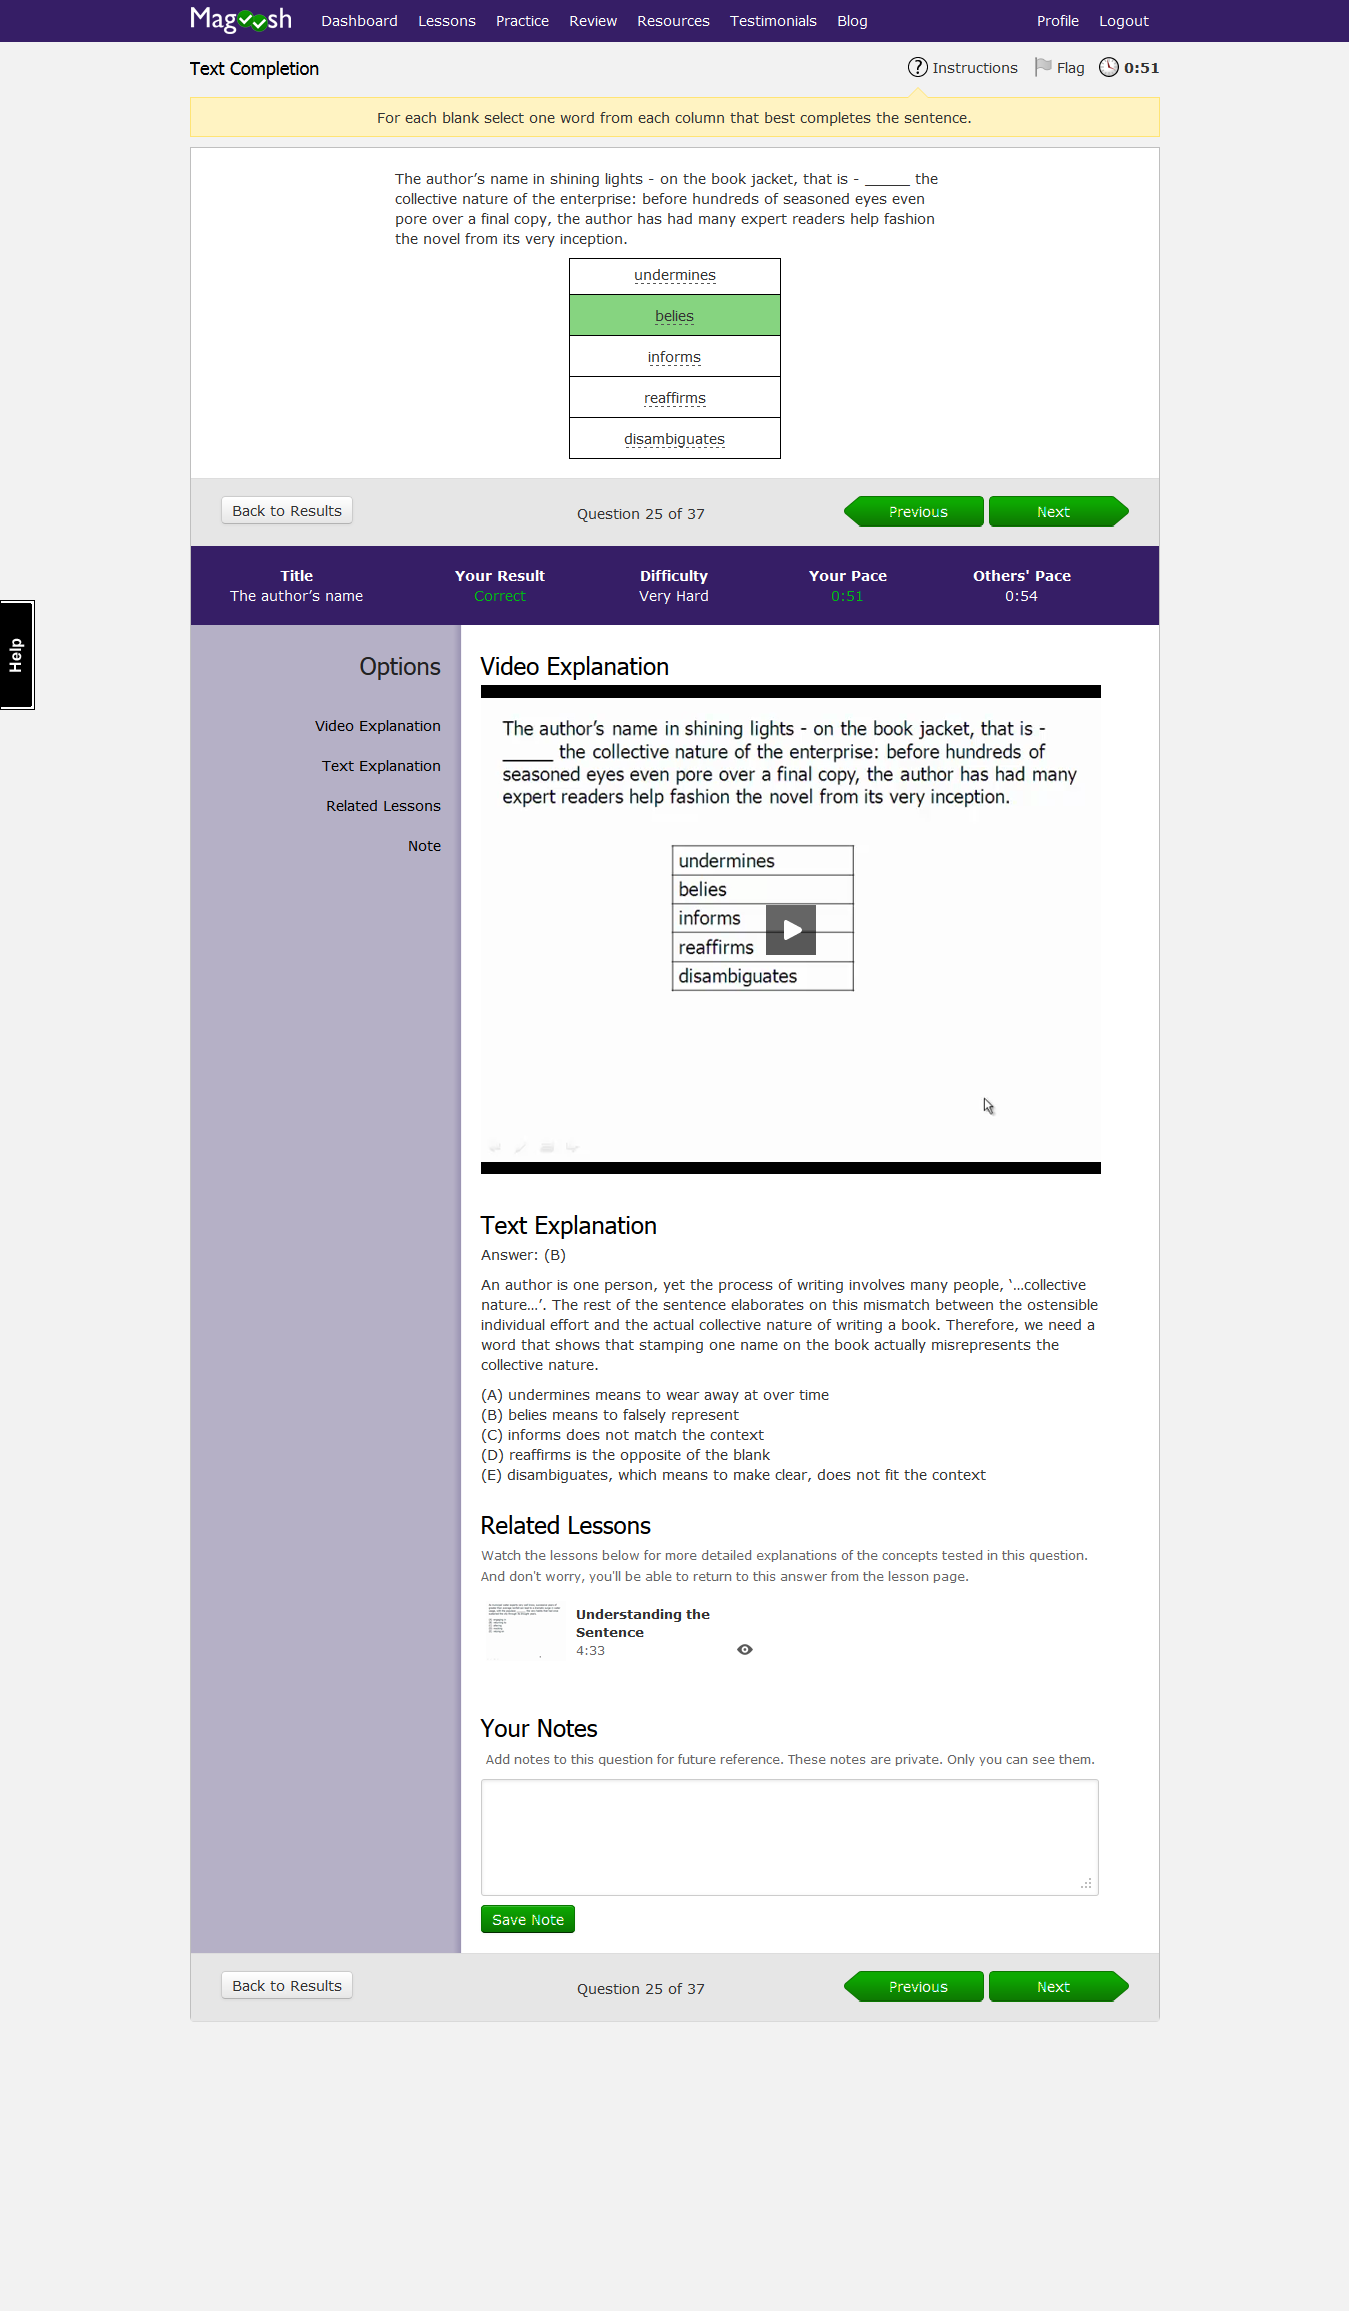 Magoosh Dashboard Lessons Practice Review Resources Testimonials Blog Profile Logout
Text Completion Instructions Flag 0:51
For each blank select one word from each column that best completes the sentence.
The author’s name in shining lights - on the book jacket, that is - ______ the
collective nature of the enterprise: before hundreds of seasoned eyes even
pore over a final copy, the author has had many expert readers help fashion
the novel from its very inception.
undermines
belies
informs
reaffirms
disambiguates
Back to Results Question 25 of 37 Previous Next
Title Your Result Difficulty Your Pace Others' Pace
The author’s name Correct Very Hard 0:51 0:54
Help
Options
Video Explanation
Text Explanation
Related Lessons
Note
Video Explanation
The author’s name in shining lights - on the book jacket, that is -
_____ the collective nature of the enterprise: before hundreds of
seasoned eyes even pore over a final copy, the author has had many
expert readers help fashion the novel from its very inception.
undermines
belies
informs
reaffirms
disambiguates
Text Explanation
Answer: (B)
An author is one person, yet the process of writing involves many people, ‘...collective
nature...’. The rest of the sentence elaborates on this mismatch between the ostensible
individual effort and the actual collective nature of writing a book. Therefore, we need a
word that shows that stamping one name on the book actually misrepresents the
collective nature.
(A) undermines means to wear away at over time
(B) belies means to falsely represent
(C) informs does not match the context
(D) reaffirms is the opposite of the blank
(E) disambiguates, which means to make clear, does not fit the context
Related Lessons
Watch the lessons below for more detailed explanations of the concepts tested in this question.
And don't worry, you'll be able to return to this answer from the lesson page.
Understanding the
Sentence
4:33
Your Notes
Add notes to this question for future reference. These notes are private. Only you can see them.
Save Note
Back to Results Question 25 of 37 Previous Next